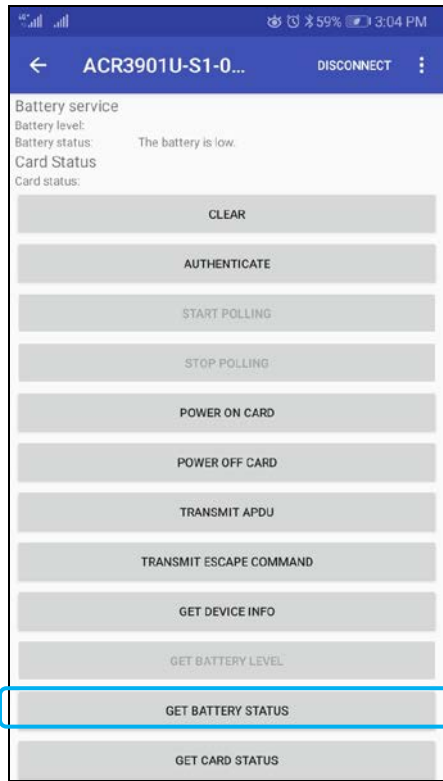 59% 3:04 PM
ACR3901U-S1-0... DISCONNECT
Battery service
Battery level:
Battery status: The battery is low.
Card Status
Card status:
CLEAR
AUTHENTICATE
START POLLING
STOP POLLING
POWER ON CARD
POWER OFF CARD
TRANSMIT APDU
TRANSMIT ESCAPE COMMAND
GET DEVICE INFO
GET BATTERY LEVEL
GET BATTERY STATUS
GET CARD STATUS